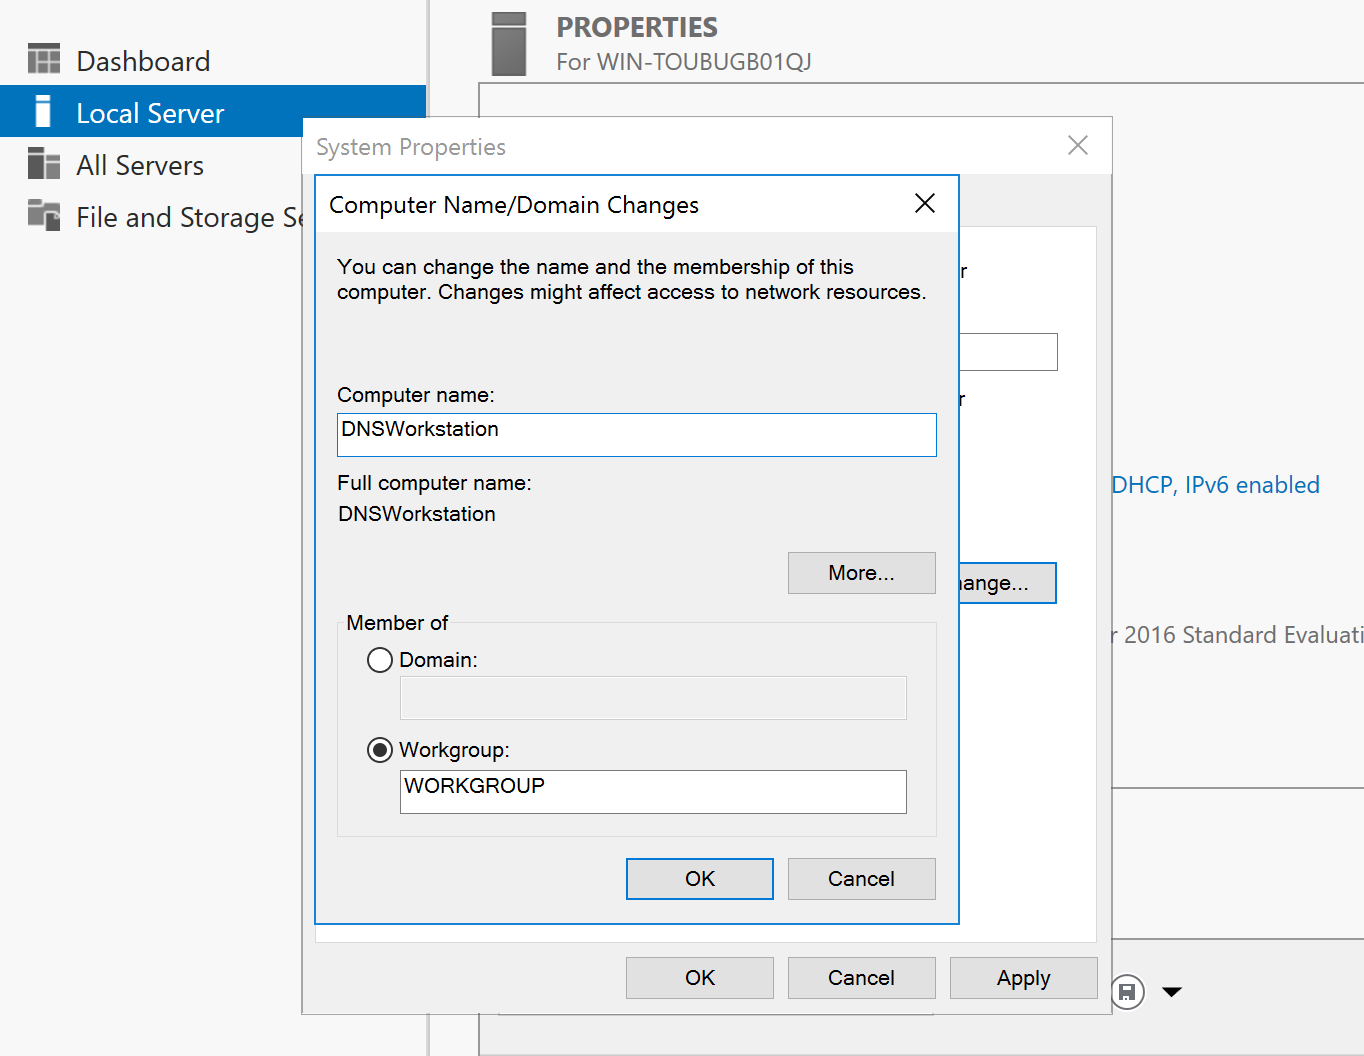 Dashboard
Local Server
All Servers
File and Storage Se
PROPERTIES
For WIN-TOUBUGB01QJ
System Properties
Computer Name/Domain Changes
You can change the name and the membership of this
computer. Changes might affect access to network resources.
Computer name:
DNSWorkstation
Full computer name:
DNSWorkstation
More...
Member of
Domain:
Workgroup:
WORKGROUP
OK
Cancel
r
r
hange...
OK
Cancel
Apply
DHCP, IPv6 enabled
r 2016 Standard Evaluati